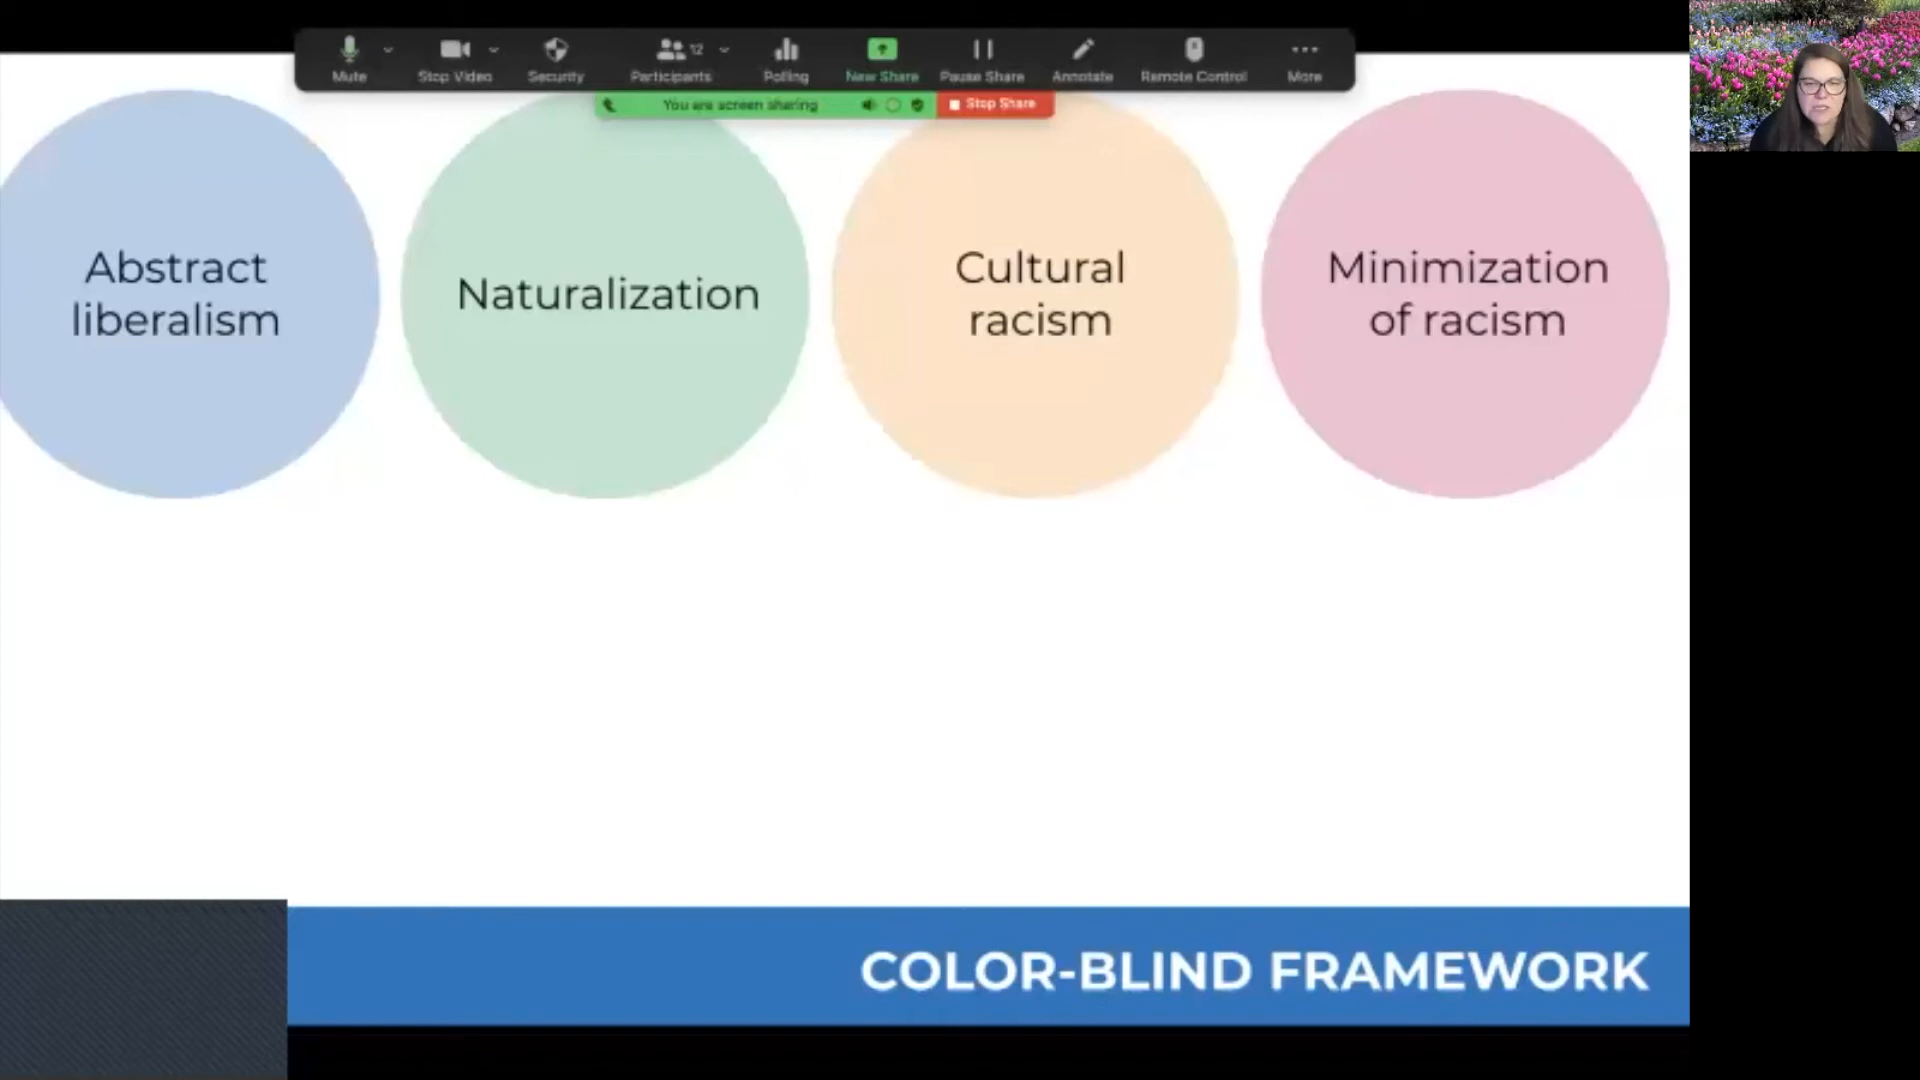 Mute
Stop Video
Security
12
Participants
Polling
New Share
Pause Share
Annotate
Remote Control
More
You are screen sharing
Stop Share
Abstract
liberalism
Naturalization
Cultural
racism
Minimization
of racism
COLOR-BLIND FRAMEWORK